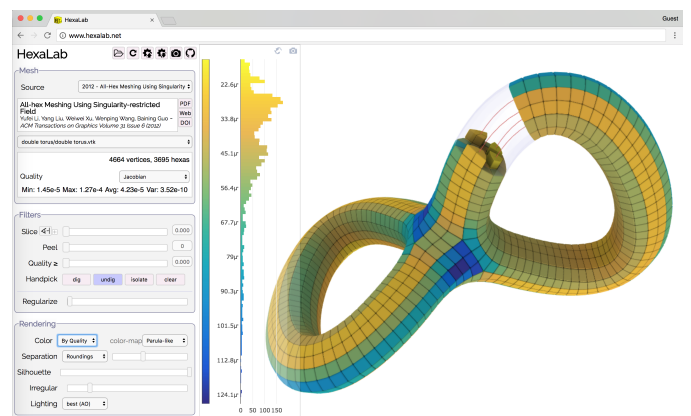 HexaLab
Guest
www.hexalab.net
HexaLab
Mesh
Source 2012 - All-Hex Meshing Using Singularity
All-hex Meshing Using Singularity-restricted
Field
Yufei Li, Yang Liu, Weiwei Xu, Wenping Wang, Baining Guo –
ACM Transactions on Graphics Volume 31 Issue 6 (2012)
PDF
Web
DOI
double torus/double torus.vtk
4664 vertices, 3695 hexas
Quality Jacobian
Min: 1.45e-5 Max: 1.27e-4 Avg: 4.23e-5 Var: 3.52e-10
Filters
Slice 0.000
Peel 0
Quality ≥ 0.000
Handpick dig undig isolate clear
Regularize
Rendering
Color By Quality color-map Parula-like
Separation Roundings
Silhouette
Irregular
Lighting best (AO)
22.6μ
33.8μ
45.1μ
56.4μ
67.7μ
79μ
90.3μ
101.5μ
112.8μ
124.1μ
0 50 100 150